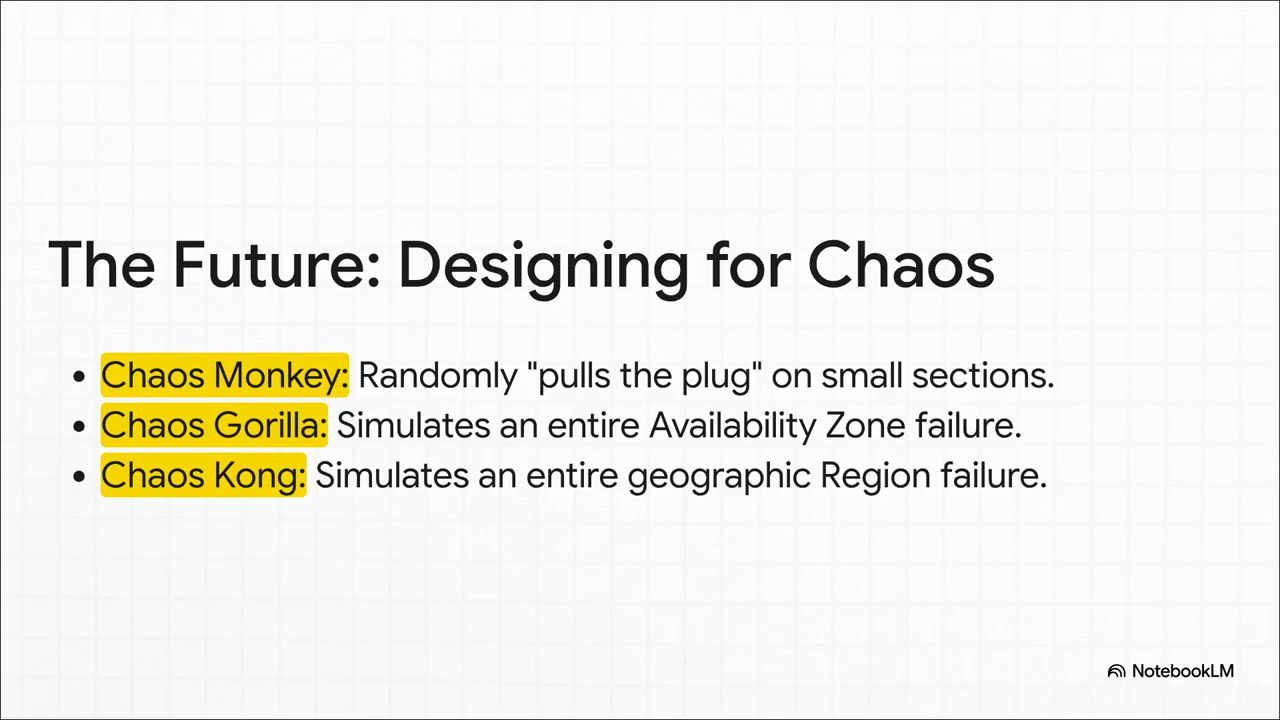 The Future: Designing for Chaos
• Chaos Monkey: Randomly "pulls the plug" on small sections.
• Chaos Gorilla: Simulates an entire Availability Zone failure.
• Chaos Kong: Simulates an entire geographic Region failure.
NotebookLM